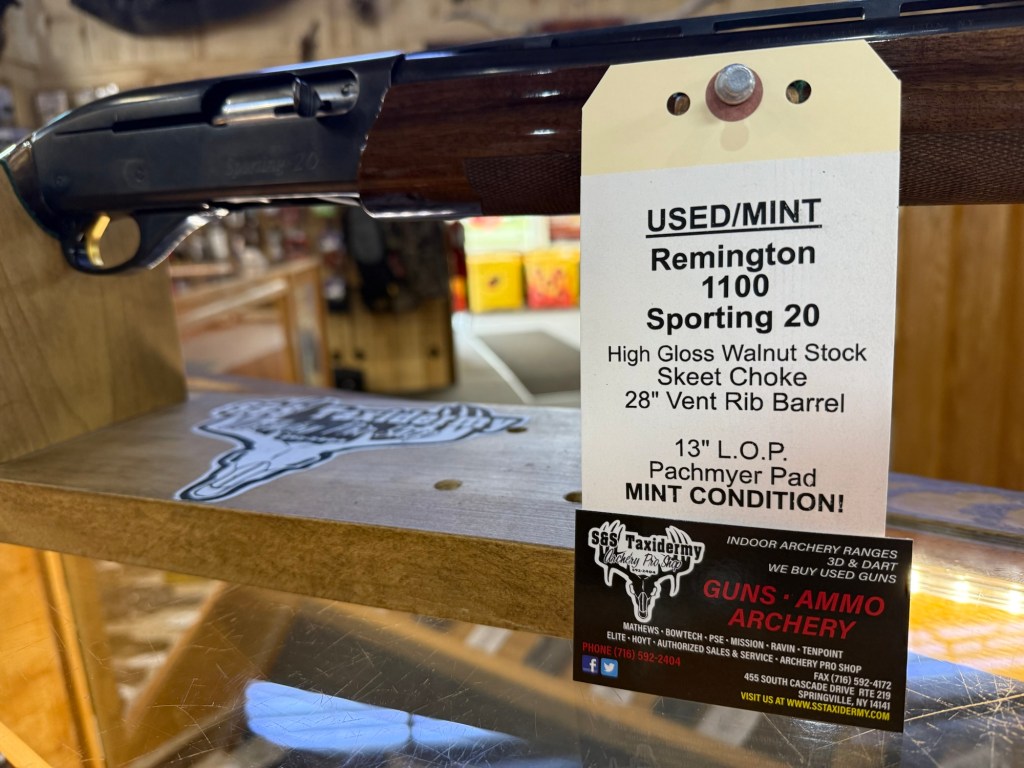 Sporting 20
USED/MINT
Remington
1100
Sporting 20
High Gloss Walnut Stock
Skeet Choke
28" Vent Rib Barrel
13" L.O.P.
Pachmyer Pad
MINT CONDITION!
S&S Taxidermy
Archery Pro Shop
592-2404
INDOOR ARCHERY RANGES
3D & DART
WE BUY USED GUNS
GUNS · AMMO
ARCHERY
MATHEWS · BOWTECH · PSE · MISSION · RAVIN · TENPOINT
ELITE · HOYT · AUTHORIZED SALES & SERVICE · ARCHERY PRO SHOP
PHONE (716) 592-2404
FAX (716) 592-4172
455 SOUTH CASCADE DRIVE RTE 219
SPRINGVILLE, NY 14141
VISIT US AT WWW.SSTAXIDERMY.COM